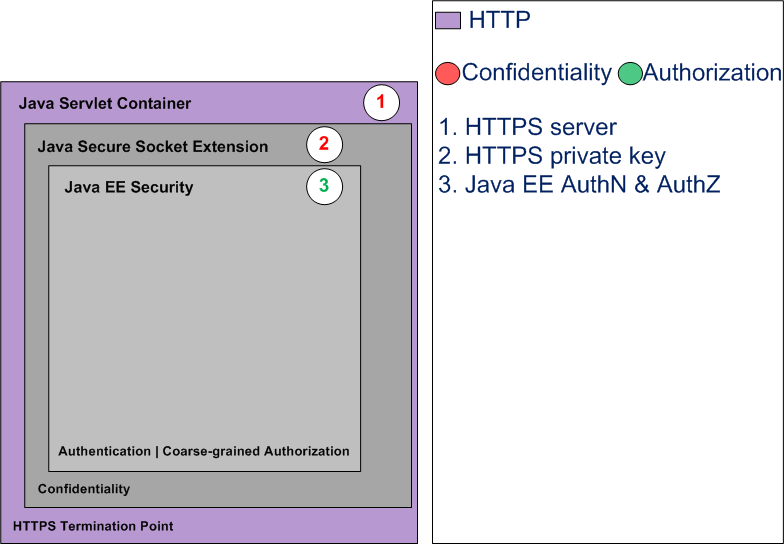 Java Servlet Container
1
Java Secure Socket Extension
2
Java EE Security
3
Authentication | Coarse-grained Authorization
Confidentiality
HTTPS Termination Point
HTTP
Confidentiality Authorization
1. HTTPS server
2. HTTPS private key
3. Java EE AuthN & AuthZ